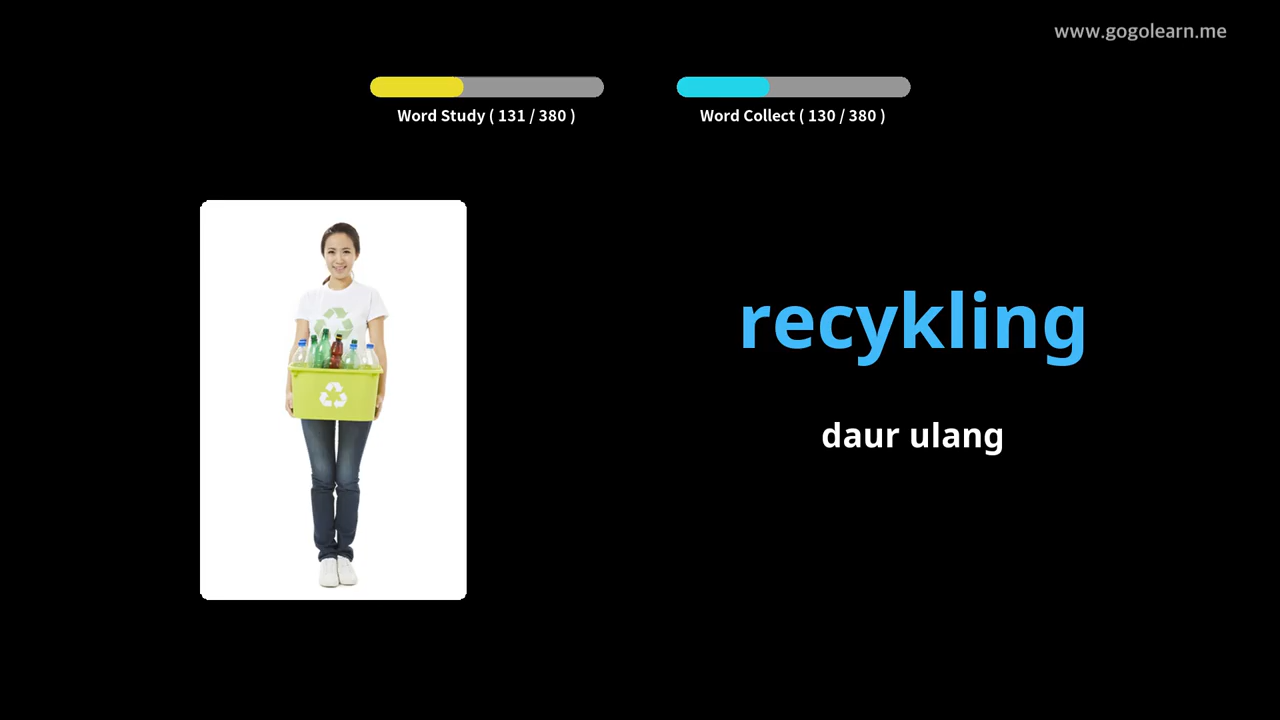 www.gogolearn.me
Word Study ( 131 / 380 )
Word Collect ( 130 / 380 )
recykling
daur ulang